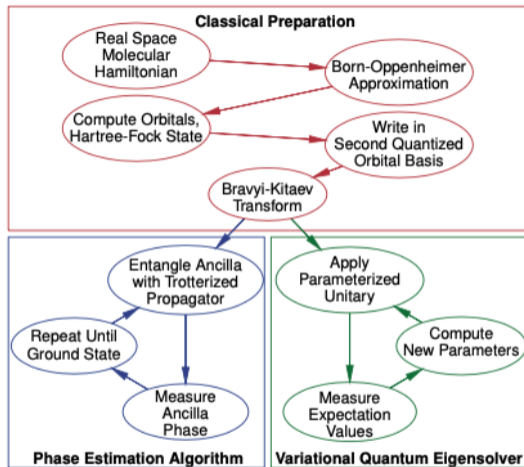 Classical Preparation
Real Space
Molecular
Hamiltonian
Born-Oppenheimer
Approximation
Compute Orbitals,
Hartree-Fock State
Write in
Second Quantized
Orbital Basis
Bravyi-Kitaev
Transform
Entangle Ancilla
with Trotterized
Propagator
Repeat Until
Ground State
Measure
Ancilla
Phase
Phase Estimation Algorithm
Apply
Parameterized
Unitary
Compute
New Parameters
Measure
Expectation
Values
Variational Quantum Eigensolver